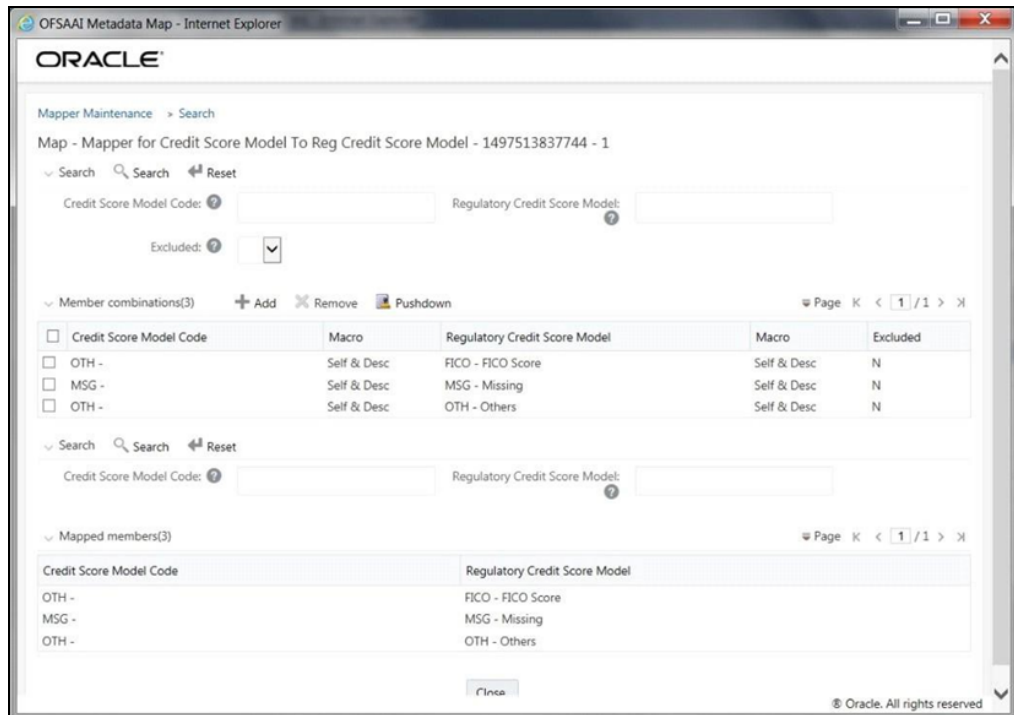 OFSAAI Metadata Map - Internet Explorer
ORACLE
Mapper Maintenance » Search
Map - Mapper for Credit Score Model To Reg Credit Score Model - 1497513837744 - 1
Search Search Reset
Credit Score Model Code: Regulatory Credit Score Model:
Excluded:
Member combinations(3) Add Remove Pushdown Page 1 / 1
Credit Score Model Code Macro Regulatory Credit Score Model Macro Excluded
OTH - Self & Desc FICO - FICO Score Self & Desc N
MSG - Self & Desc MSG - Missing Self & Desc N
OTH - Self & Desc OTH - Others Self & Desc N
Search Search Reset
Credit Score Model Code: Regulatory Credit Score Model:
Mapped members(3) Page 1 / 1
Credit Score Model Code Regulatory Credit Score Model
OTH - FICO - FICO Score
MSG - MSG - Missing
OTH - OTH - Others
Close
® Oracle. All rights reserved